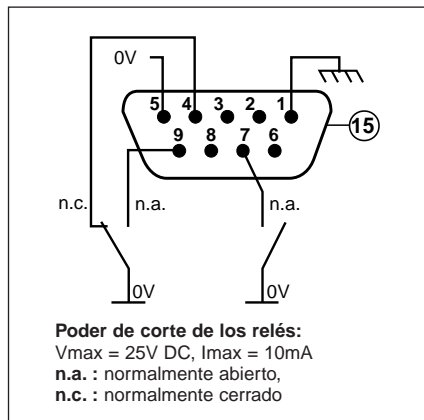 0V
5 4 3 2 1
9 8 7 6
15
n.c. n.a. n.a.
0V 0V
Poder de corte de los relés:
Vmax = 25V DC, Imax = 10mA
n.a. : normalmente abierto,
n.c. : normalmente cerrado